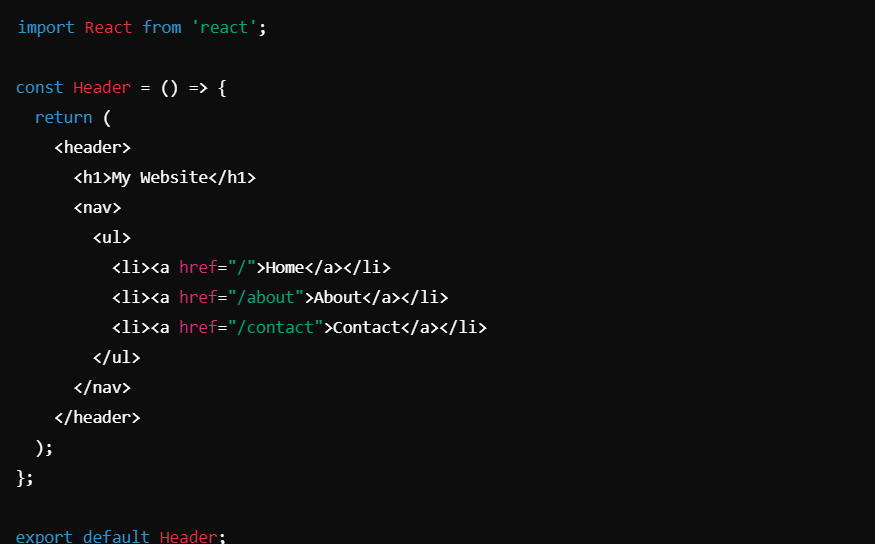 import React from 'react';
const Header = () => {
  return (
    <header>
      <h1>My Website</h1>
      <nav>
        <ul>
          <li><a href="/">Home</a></li>
          <li><a href="/about">About</a></li>
          <li><a href="/contact">Contact</a></li>
        </ul>
      </nav>
    </header>
  );
};
export default Header;